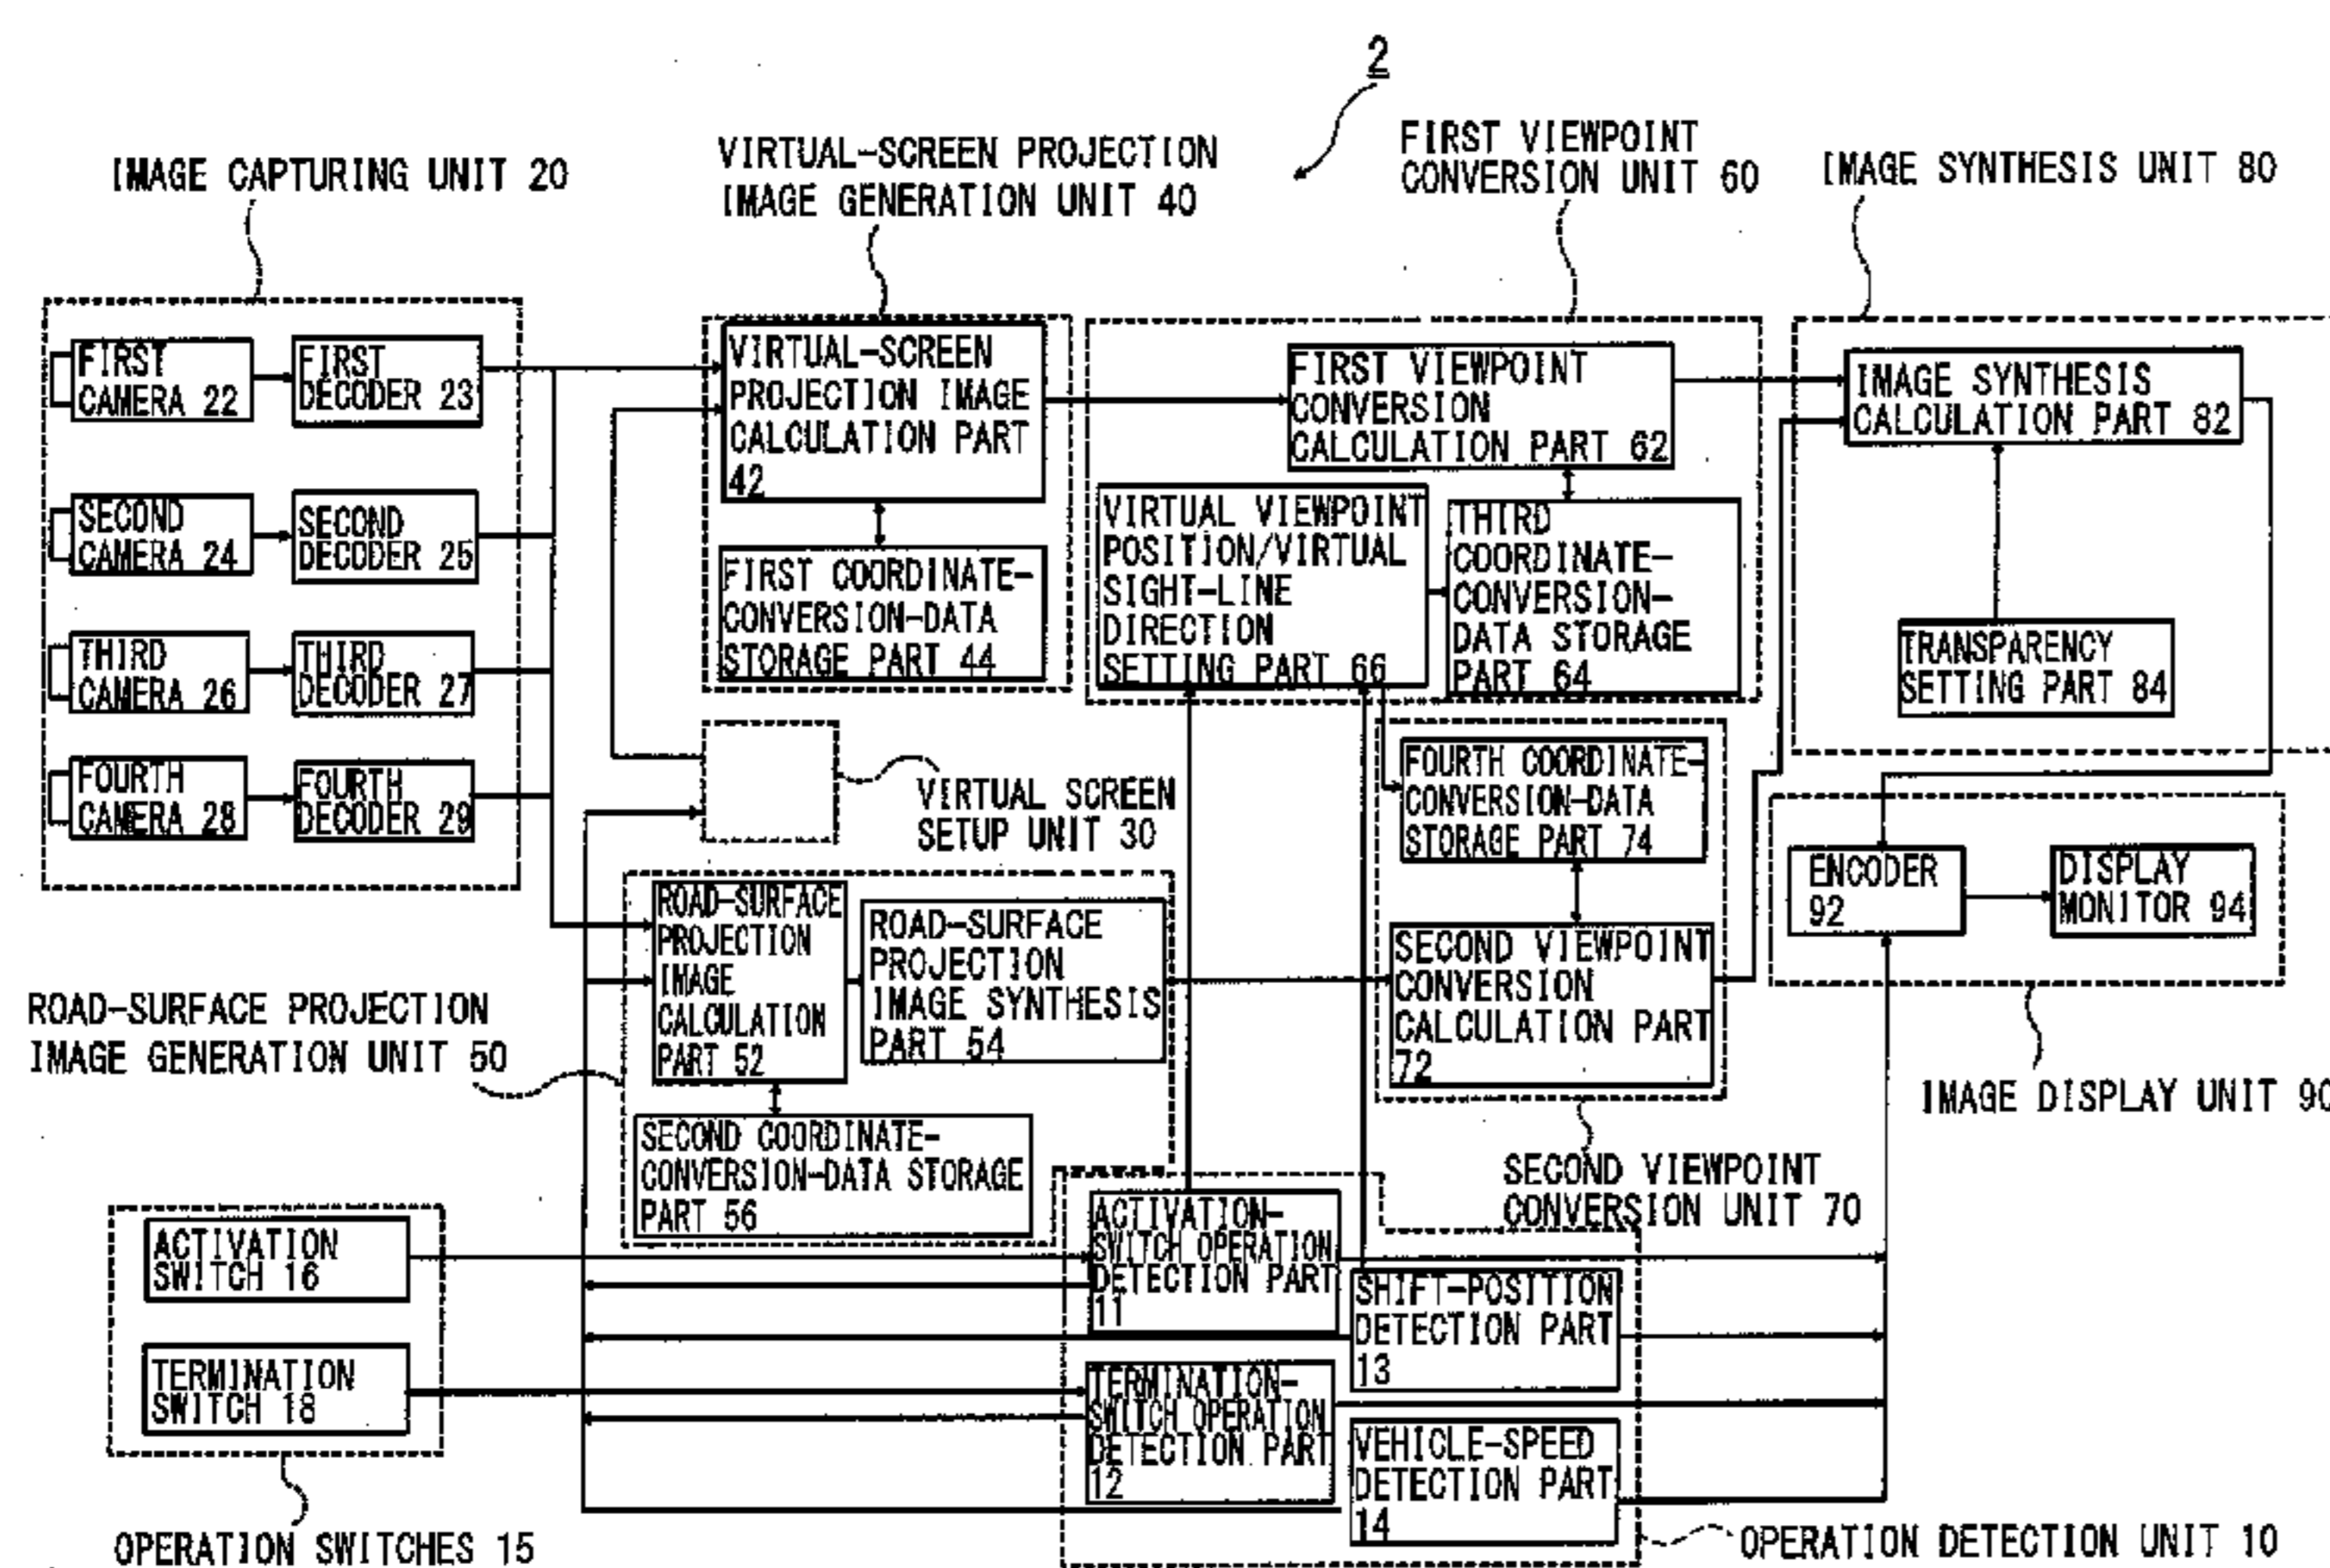 2
IMAGE CAPTURING UNIT 20
VIRTUAL-SCREEN PROJECTION
IMAGE GENERATION UNIT 40
FIRST VIEWPOINT
CONVERSION UNIT 60
IMAGE SYNTHESIS UNIT 80
FIRST
CAMERA 22
FIRST
DECODER 23
SECOND
CAMERA 24
SECOND
DECODER 25
THIRD
CAMERA 26
THIRD
DECODER 27
FOURTH
CAMERA 28
FOURTH
DECODER 29
VIRTUAL-SCREEN
PROJECTION IMAGE
CALCULATION PART
42
FIRST COORDINATE-
CONVERSION-DATA
STORAGE PART 44
FIRST VIEWPOINT
CONVERSION
CALCULATION PART 62
VIRTUAL VIEWPOINT
POSITION/VIRTUAL
SIGHT-LINE
DIRECTION
SETTING PART 66
THIRD
COORDINATE-
CONVERSION-
DATA STORAGE
PART 64
IMAGE SYNTHESIS
CALCULATION PART 82
TRANSPARENCY
SETTING PART 84
VIRTUAL SCREEN
SETUP UNIT 30
FOURTH COORDINATE-
CONVERSION-DATA
STORAGE PART 74
SECOND VIEWPOINT
CONVERSION
CALCULATION PART
72
ENCODER
92
DISPLAY
MONITOR 94
IMAGE DISPLAY UNIT 90
ROAD-SURFACE PROJECTION
IMAGE GENERATION UNIT 50
ROAD-SURFACE
PROJECTION
IMAGE
CALCULATION
PART 52
ROAD-SURFACE
PROJECTION
IMAGE SYNTHESIS
PART 54
SECOND COORDINATE-
CONVERSION-DATA STORAGE
PART 56
SECOND VIEWPOINT
CONVERSION UNIT 70
ACTIVATION
SWITCH 16
TERMINATION
SWITCH 18
OPERATION SWITCHES 15
ACTIVATION-
SWITCH OPERATION
DETECTION PART
11
SHIFT-POSITION
DETECTION PART
13
TERMINATION-
SWITCH OPERATION
DETECTION PART
12
VEHICLE-SPEED
DETECTION PART
14
OPERATION DETECTION UNIT 10